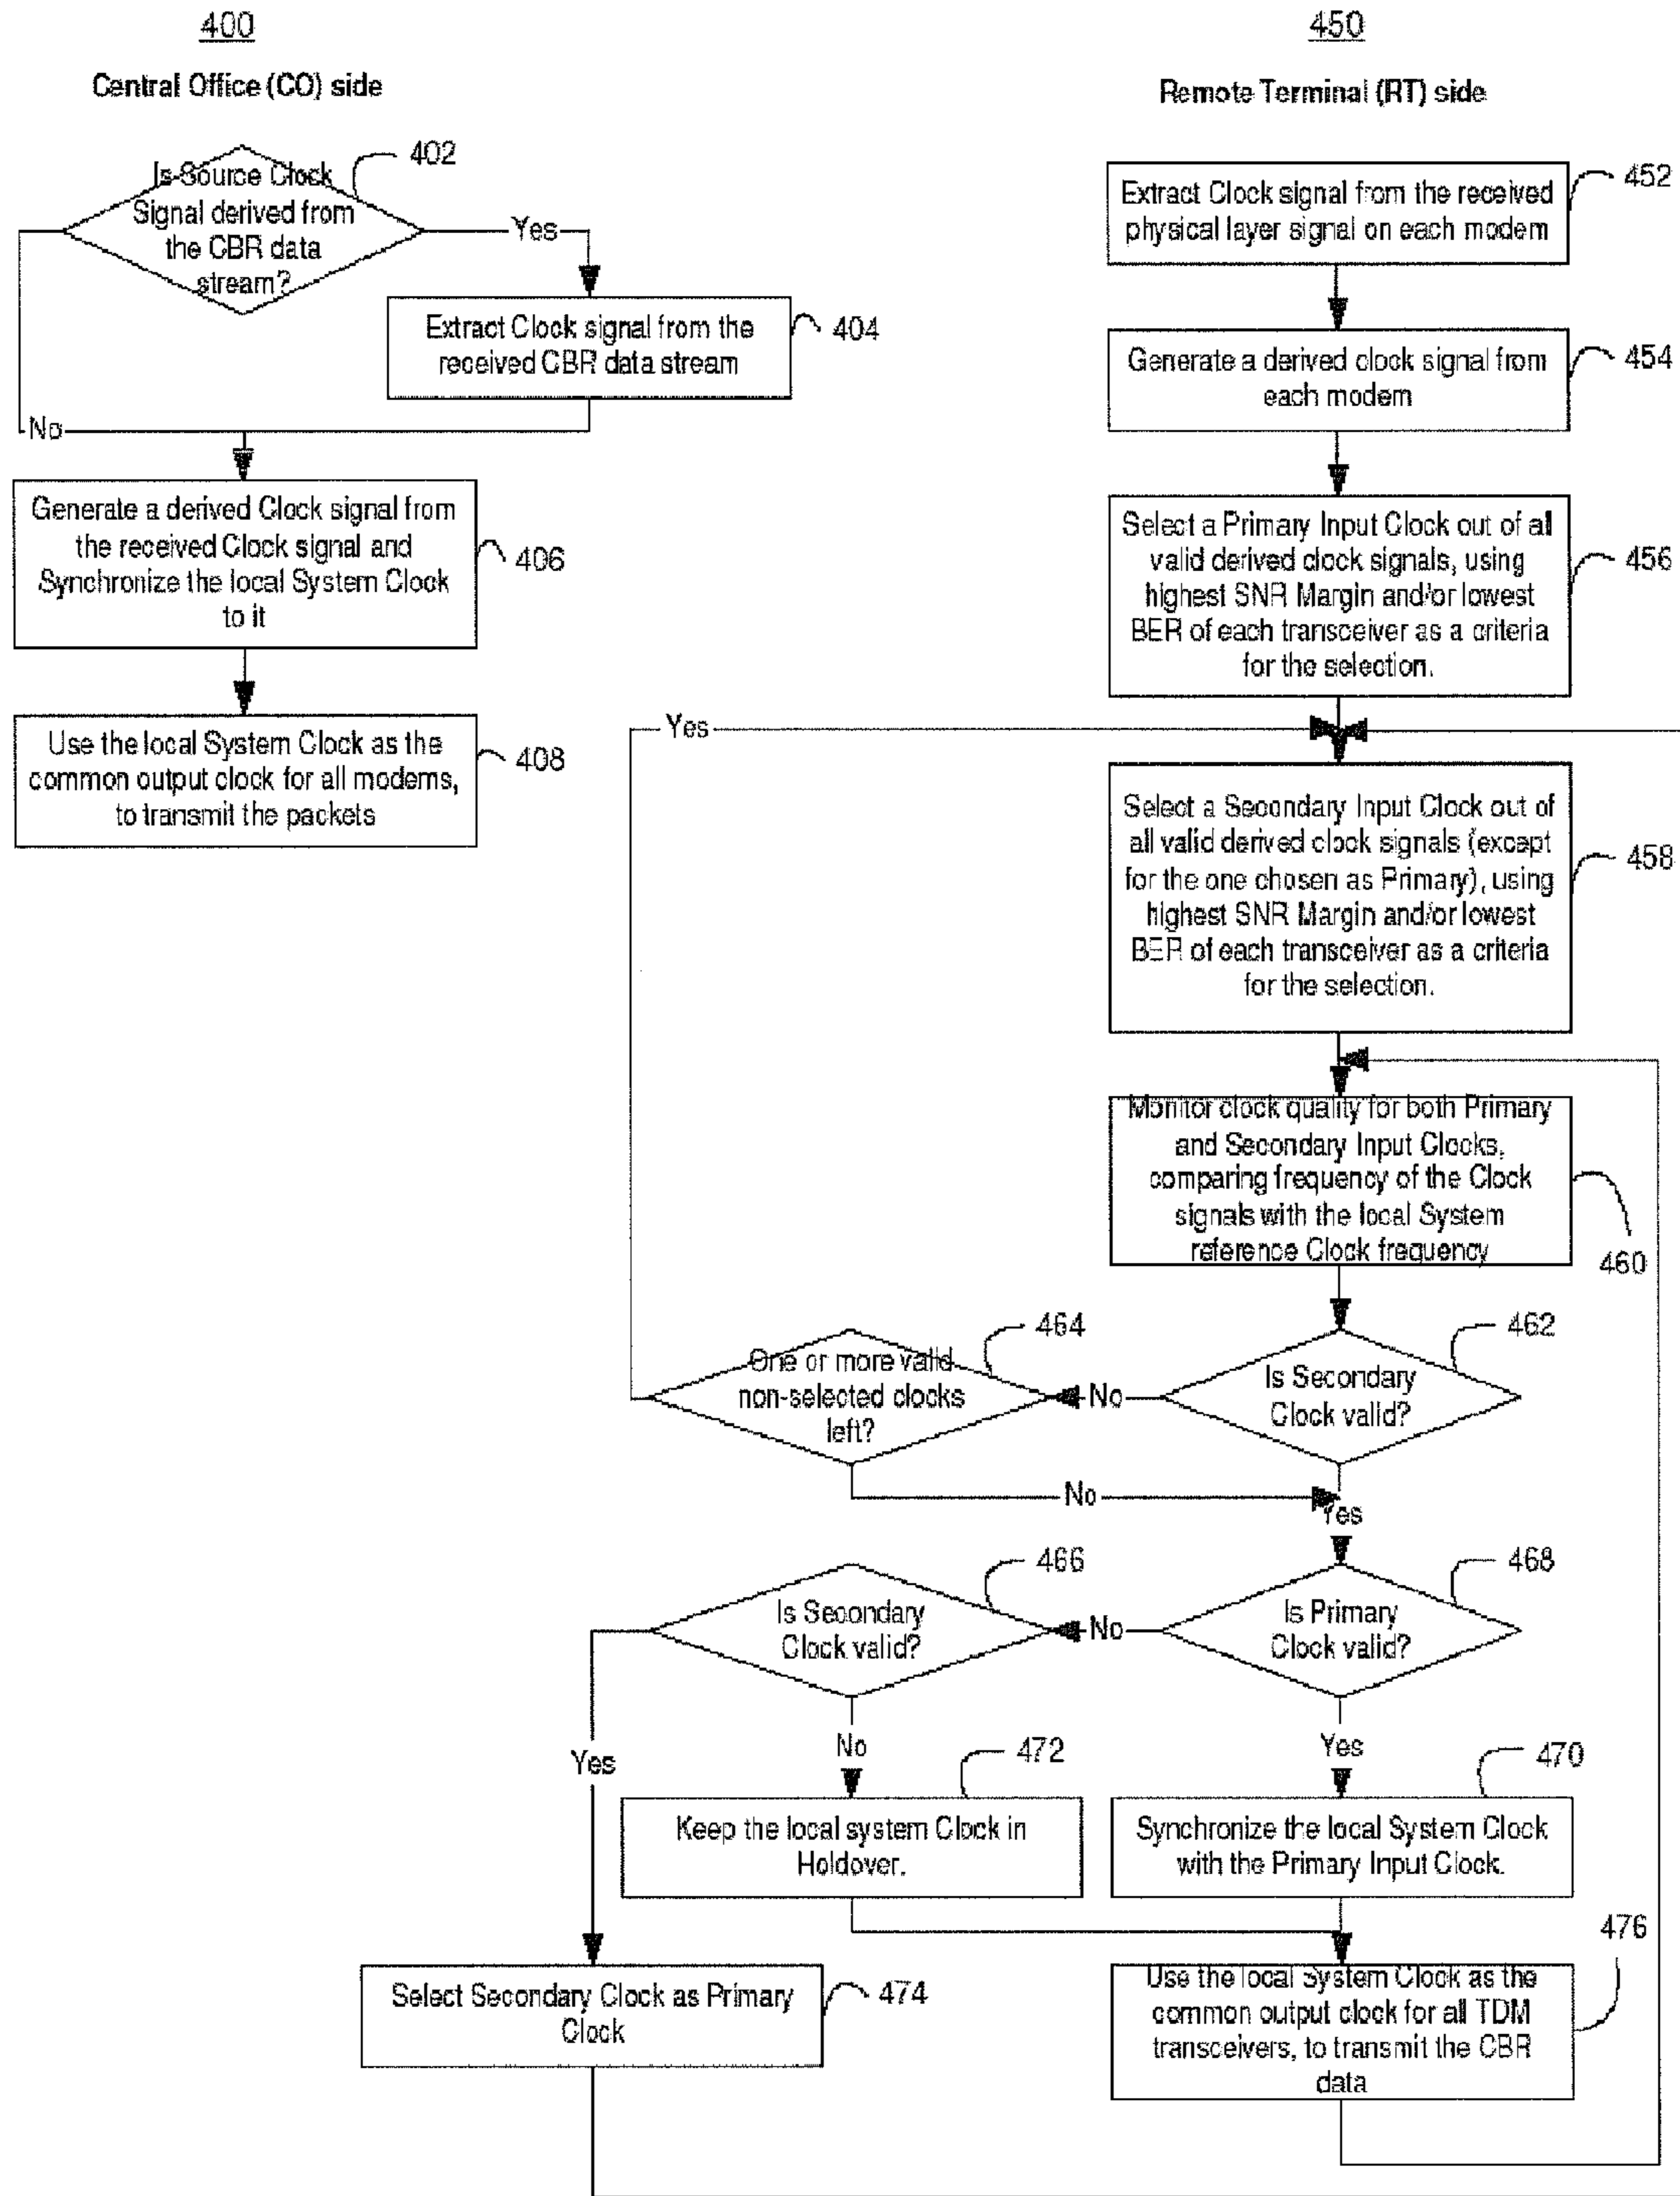 400
Central Office (CO) side
Is Source Clock
Signal derived from
the CBR data
stream?
402
Yes
Extract Clock signal from the
received CBR data stream
404
No
Generate a derived Clock signal from
the received Clock signal and
Synchronize the local System Clock
to it
406
Use the local System Clock as the
common output clock for all modems,
to transmit the packets
408
450
Remote Terminal (RT) side
Extract Clock signal from the received
physical layer signal on each modem
452
Generate a derived clock signal from
each modem
454
Select a Primary Input Clock out of all
valid derived clock signals, using
highest SNR Margin and/or lowest
BER of each transceiver as a criteria
for the selection.
456
Yes
Select a Secondary Input Clock out of
all valid derived clock signals (except
for the one chosen as Primary), using
highest SNR Margin and/or lowest
BER of each transceiver as a criteria
for the selection.
458
Monitor clock quality for both Primary
and Secondary Input Clocks,
comparing frequency of the Clock
signals with the local System
reference Clock frequency
460
One or more valid
non-selected clocks
left?
464
No
Is Secondary
Clock valid?
462
No
Yes
Is Secondary
Clock valid?
466
No
Is Primary
Clock valid?
468
Yes
No
Yes
Keep the local system Clock in
Holdover.
472
Synchronize the local System Clock
with the Primary Input Clock.
470
Select Secondary Clock as Primary
Clock
474
Use the local System Clock as the
common output clock for all TDM
transceivers, to transmit the CBR
data
476